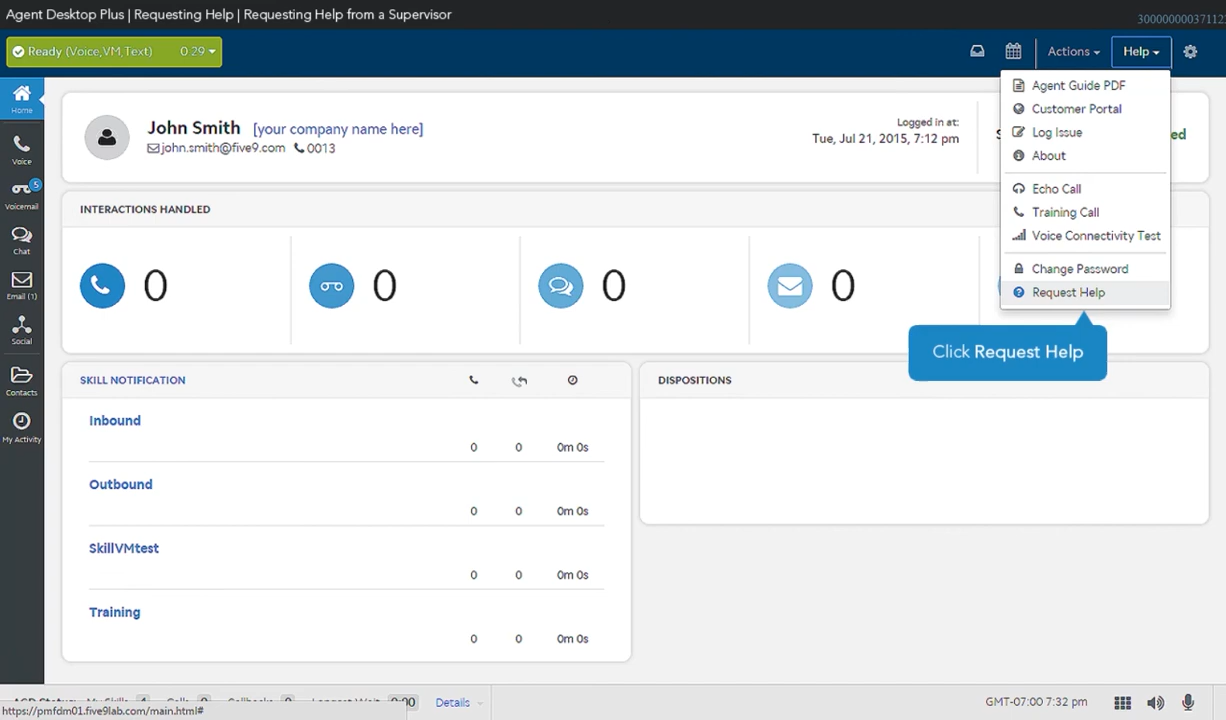 Agent Desktop Plus | Requesting Help | Requesting Help from a Supervisor
Ready (Voice,VM,Text) 0:29
Actions
Help
Home
Voice
5
Voicemail
Chat
Email (1)
Social
Contacts
My Activity
John Smith [your company name here]
john.smith@five9.com 0013
Logged in at:
Tue, Jul 21, 2015, 7:12 pm
Agent Guide PDF
Customer Portal
Log Issue
About
Echo Call
Training Call
Voice Connectivity Test
Change Password
Request Help
Click Request Help
INTERACTIONS HANDLED
0 0 0 0
SKILL NOTIFICATION
Inbound
0 0 0m 0s
Outbound
0 0 0m 0s
SkillVMtest
0 0 0m 0s
Training
0 0 0m 0s
DISPOSITIONS
Details
GMT-07:00 7:32 pm
https://pmfdm01.five9lab.com/main.html#